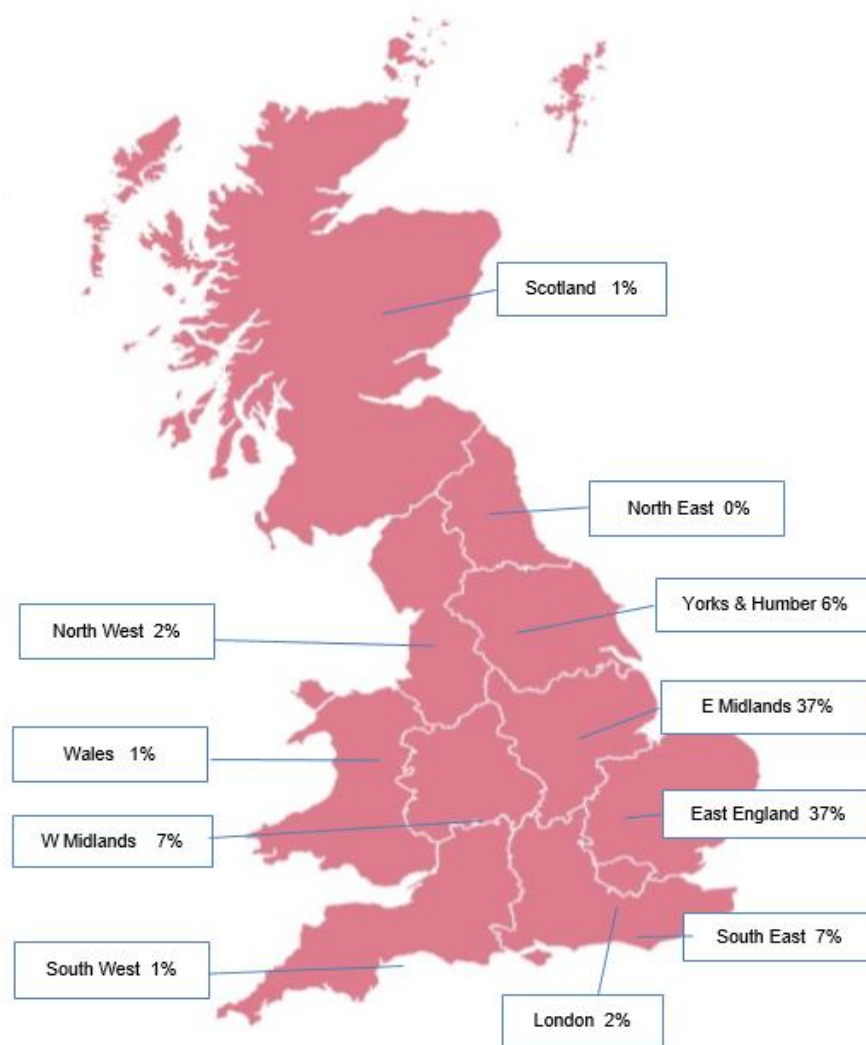 Scotland 1%
North East 0%
Yorks & Humber 6%
North West 2%
E Midlands 37%
Wales 1%
East England 37%
W Midlands 7%
South East 7%
South West 1%
London 2%